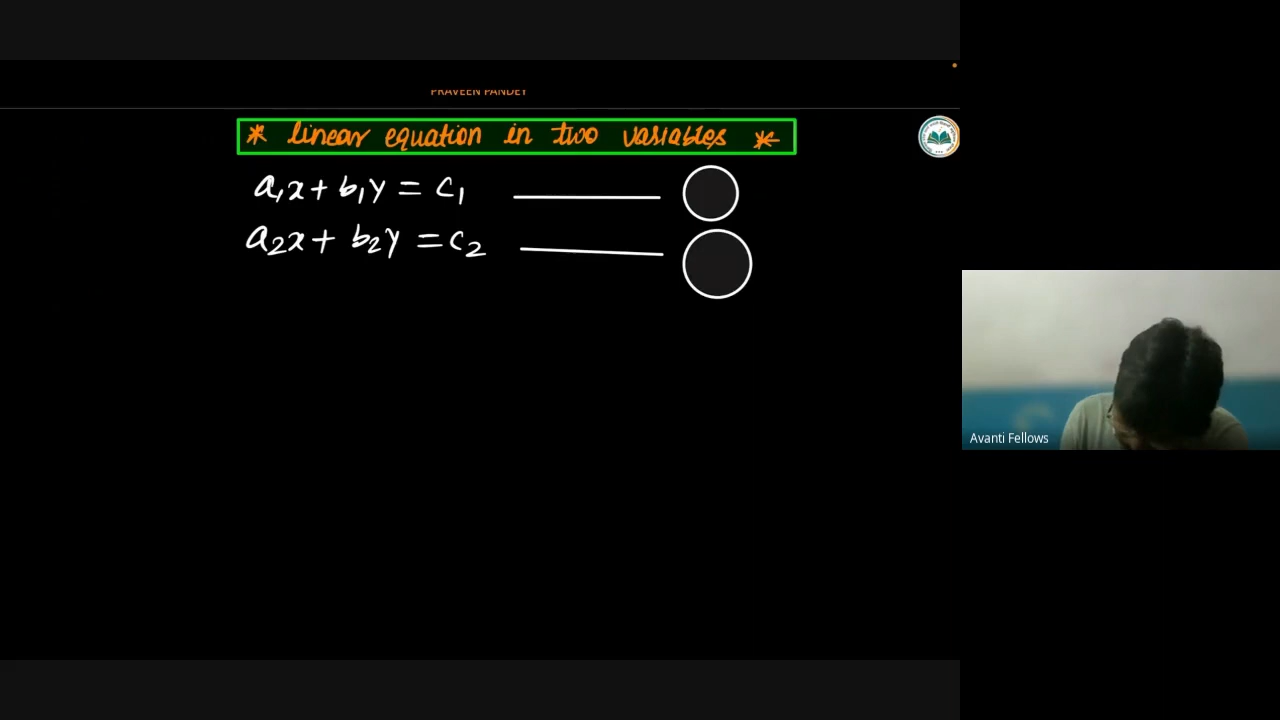 PRAVEEN PANDEY
* linear equation in two variables *
a₁x + b₁y = c₁
a₂x + b₂y = c₂
Avanti Fellows